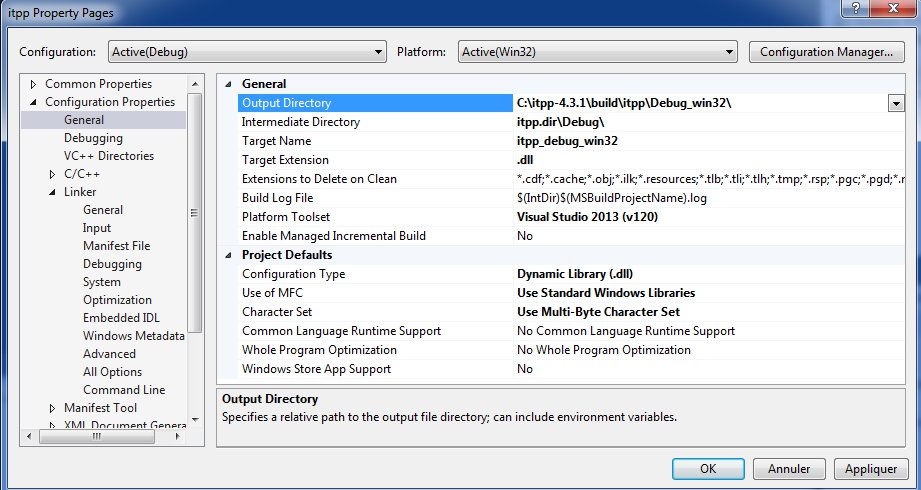 itpp Property Pages
Configuration: Active(Debug) Platform: Active(Win32) Configuration Manager...
Common Properties
Configuration Properties
General
Debugging
VC++ Directories
C/C++
Linker
General
Input
Manifest File
Debugging
System
Optimization
Embedded IDL
Windows Metadata
Advanced
All Options
Command Line
Manifest Tool
XML Document Genera
General
Output Directory C:\itpp-4.3.1\build\itpp\Debug_win32\
Intermediate Directory itpp.dir\Debug\
Target Name itpp_debug_win32
Target Extension .dll
Extensions to Delete on Clean *.cdf;*.cache;*.obj;*.ilk;*.resources;*.tlb;*.tli;*.tlh;*.tmp;*.rsp;*.pgc;*.pgd;*.r
Build Log File $(IntDir)$(MSBuildProjectName).log
Platform Toolset Visual Studio 2013 (v120)
Enable Managed Incremental Build No
Project Defaults
Configuration Type Dynamic Library (.dll)
Use of MFC Use Standard Windows Libraries
Character Set Use Multi-Byte Character Set
Common Language Runtime Support No Common Language Runtime Support
Whole Program Optimization No Whole Program Optimization
Windows Store App Support No
Output Directory
Specifies a relative path to the output file directory; can include environment variables.
OK Annuler Appliquer